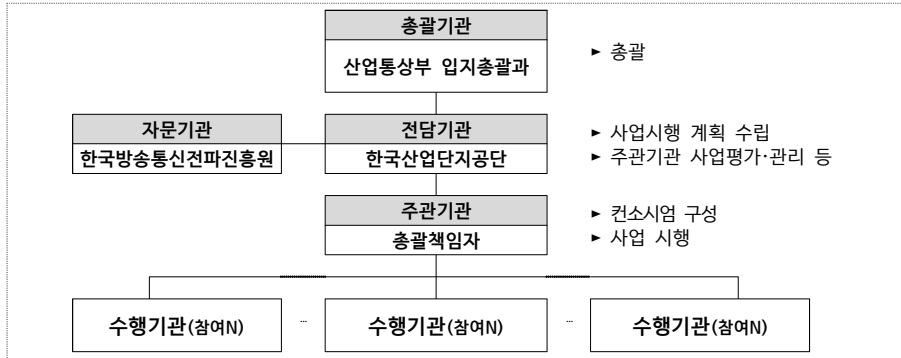 총괄기관
산업통상부 입지총괄과
► 총괄
자문기관
한국방송통신전파진흥원
전담기관
한국산업단지공단
► 사업시행 계획 수립
► 주관기관 사업평가·관리 등
주관기관
총괄책임자
► 컨소시엄 구성
► 사업 시행
수행기관(참여N)
...
수행기관(참여N)
...
수행기관(참여N)